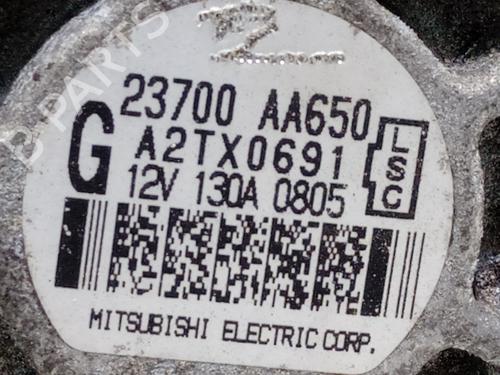 B PARTS
23700 AA650
G A2TX0691
12V 130A 0805
LSC
MITSUBISHI ELECTRIC CORP.